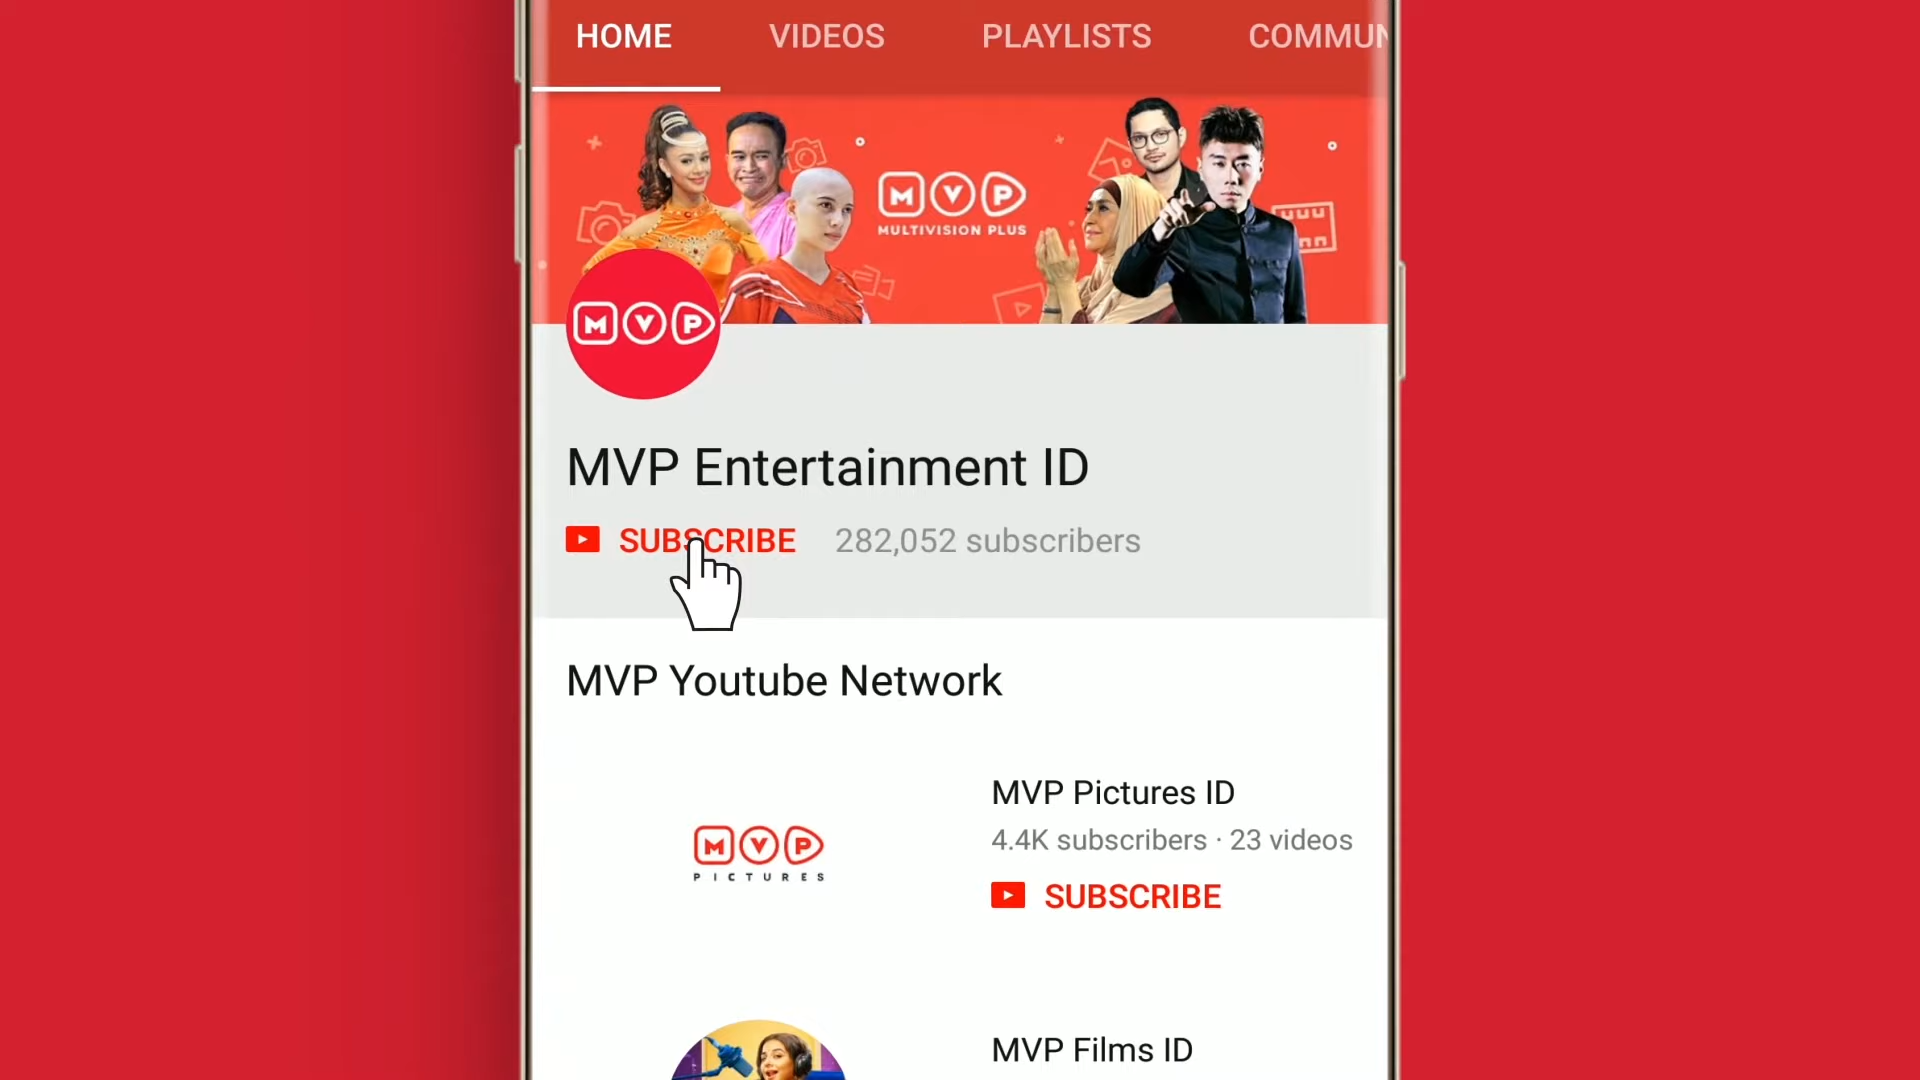 HOME VIDEOS PLAYLISTS COMMUN
MVP
MULTIVISION PLUS
MVP
MVP Entertainment ID
SUBSCRIBE 282,052 subscribers
MVP Youtube Network
MVP Pictures ID
4.4K subscribers · 23 videos
MVP
PICTURES
SUBSCRIBE
MVP Films ID